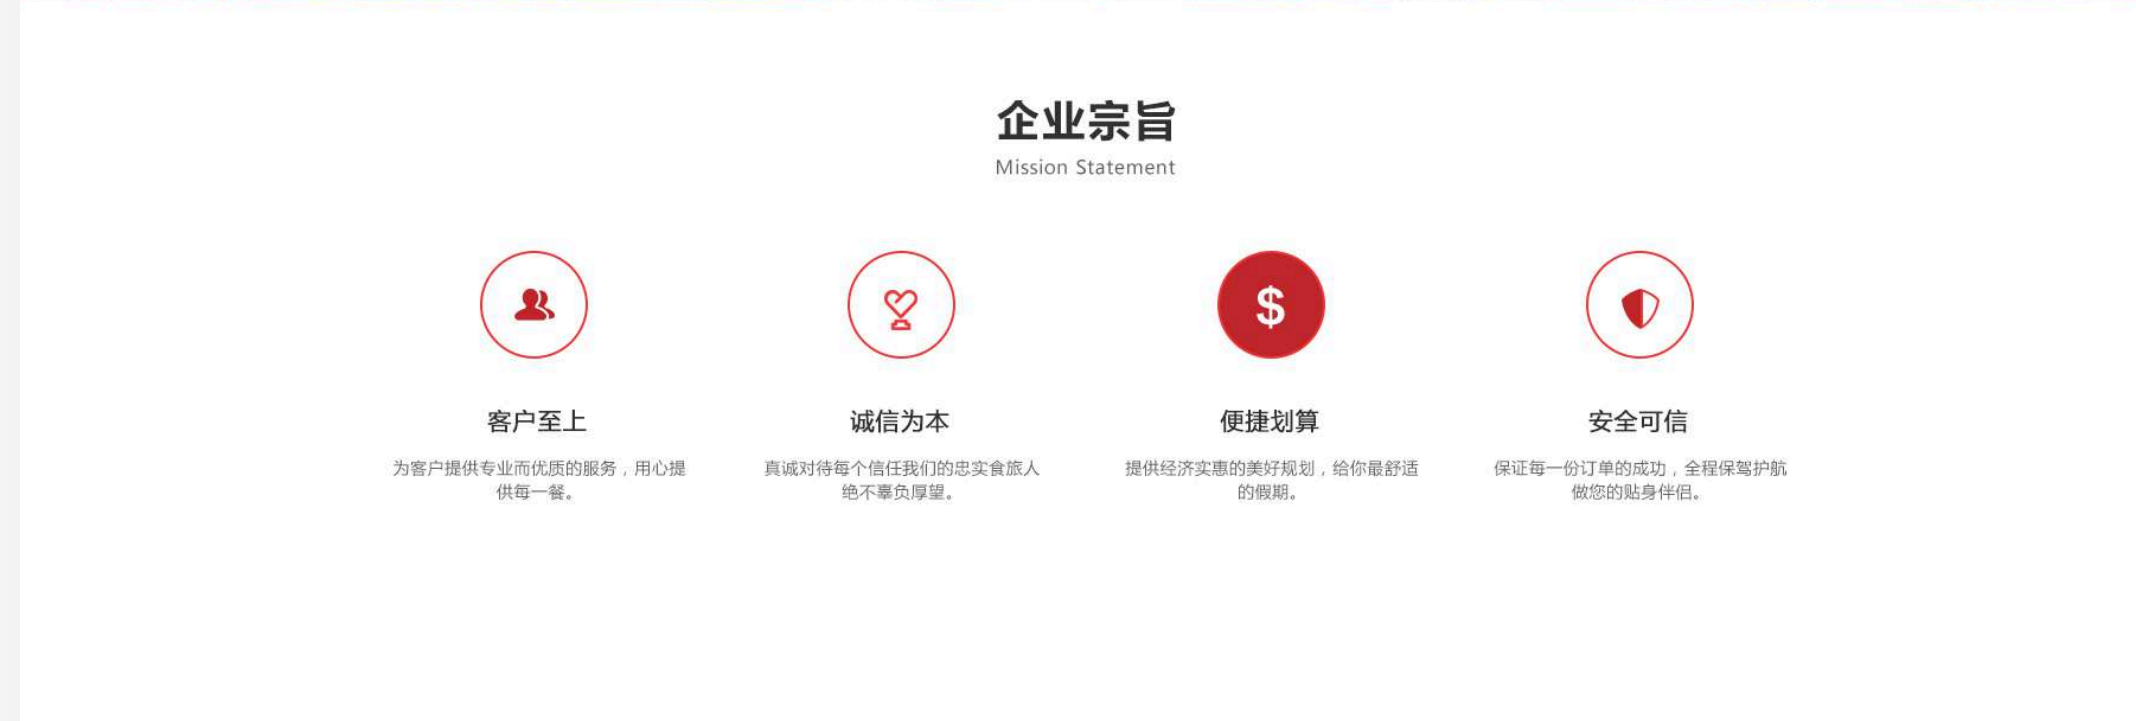 企业宗旨
Mission Statement
$
客户至上
为客户提供专业而优质的服务，用心提
供每一餐。
诚信为本
真诚对待每个信任我们的忠实食旅人
绝不辜负厚望。
便捷划算
提供经济实惠的美好规划，给你最舒适
的假期。
安全可信
保证每一份订单的成功，全程保驾护航
做您的贴身伴侣。